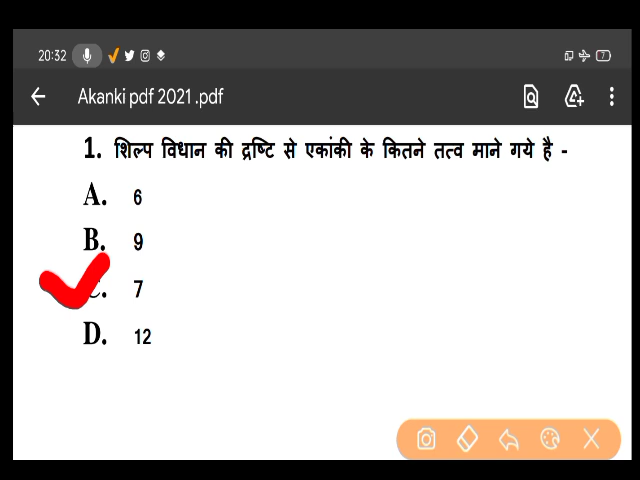 20:32
Akanki pdf 2021 .pdf
1. शिल्प विधान की द्रष्टि से एकांकी के कितने तत्व माने गये है -
A. 6
B. 9
C. 7
D. 12